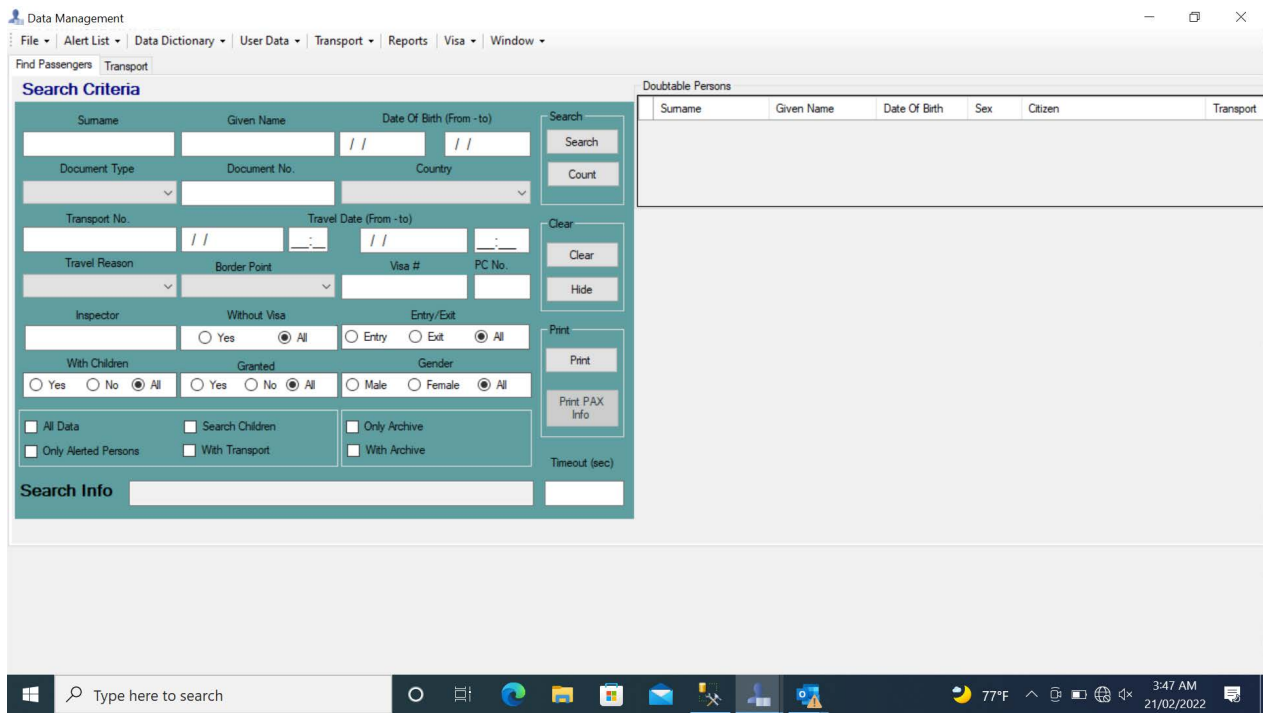 Data Management
File Alert List Data Dictionary User Data Transport Reports Visa Window
Find Passengers Transport
Search Criteria
Doubtable Persons
Surname Given Name Date Of Birth Sex Citizen Transport
Surname Given Name Date Of Birth (From - to)
/ / / /
Search
Search
Count
Document Type Document No. Country
Transport No. Travel Date (From - to)
/ / __:__ / / __:__
Clear
Clear
Hide
Travel Reason Border Point Visa # PC No.
Inspector Without Visa Entry/Exit
Yes All Entry Exit All
Print
Print
Print PAX
Info
With Children Granted Gender
Yes No All Yes No All Male Female All
All Data Search Children Only Archive
Only Alerted Persons With Transport With Archive
Timeout (sec)
Search Info
Type here to search
77°F
3:47 AM
21/02/2022